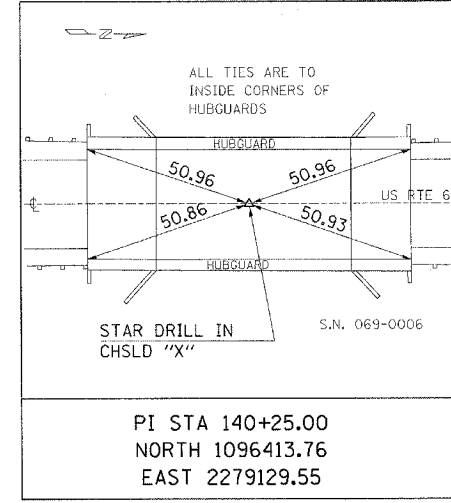 Z
ALL TIES ARE TO
INSIDE CORNERS OF
HUBGUARDS
HUBGUARD
50.96
50.96
US RTE 6
℄
50.86
50.93
HUBGUARD
STAR DRILL IN
CHSLD "X"
S.N. 069-0006
PI STA 140+25.00
NORTH 1096413.76
EAST 2279129.55